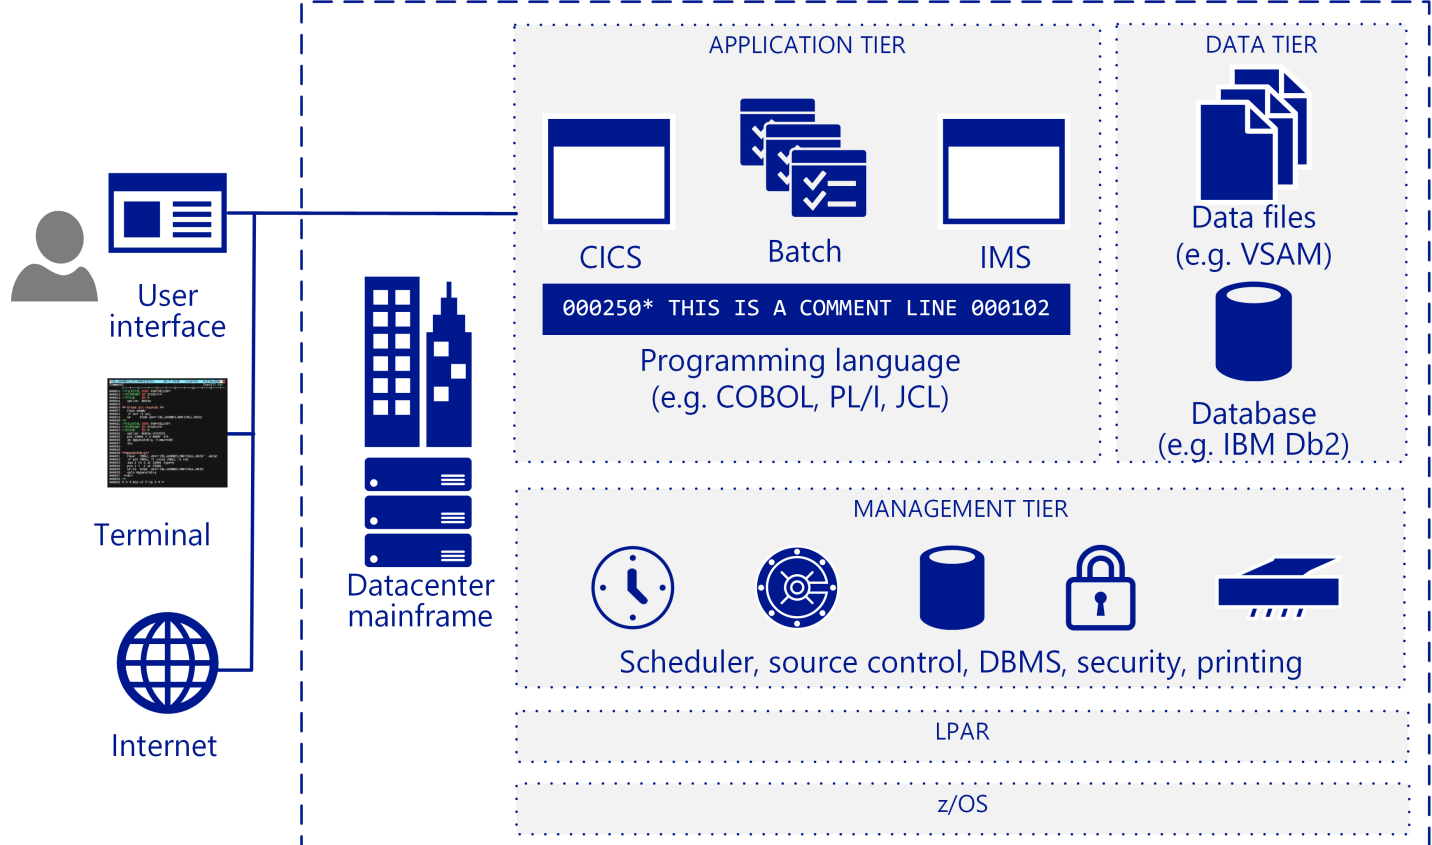 APPLICATION TIER
DATA TIER
CICS
Batch
IMS
Data files
(e.g. VSAM)
000250* THIS IS A COMMENT LINE 000102
Programming language
(e.g. COBOL, PL/I, JCL)
Database
(e.g. IBM Db2)
User
interface
Terminal
Internet
Datacenter
mainframe
MANAGEMENT TIER
Scheduler, source control, DBMS, security, printing
LPAR
z/OS